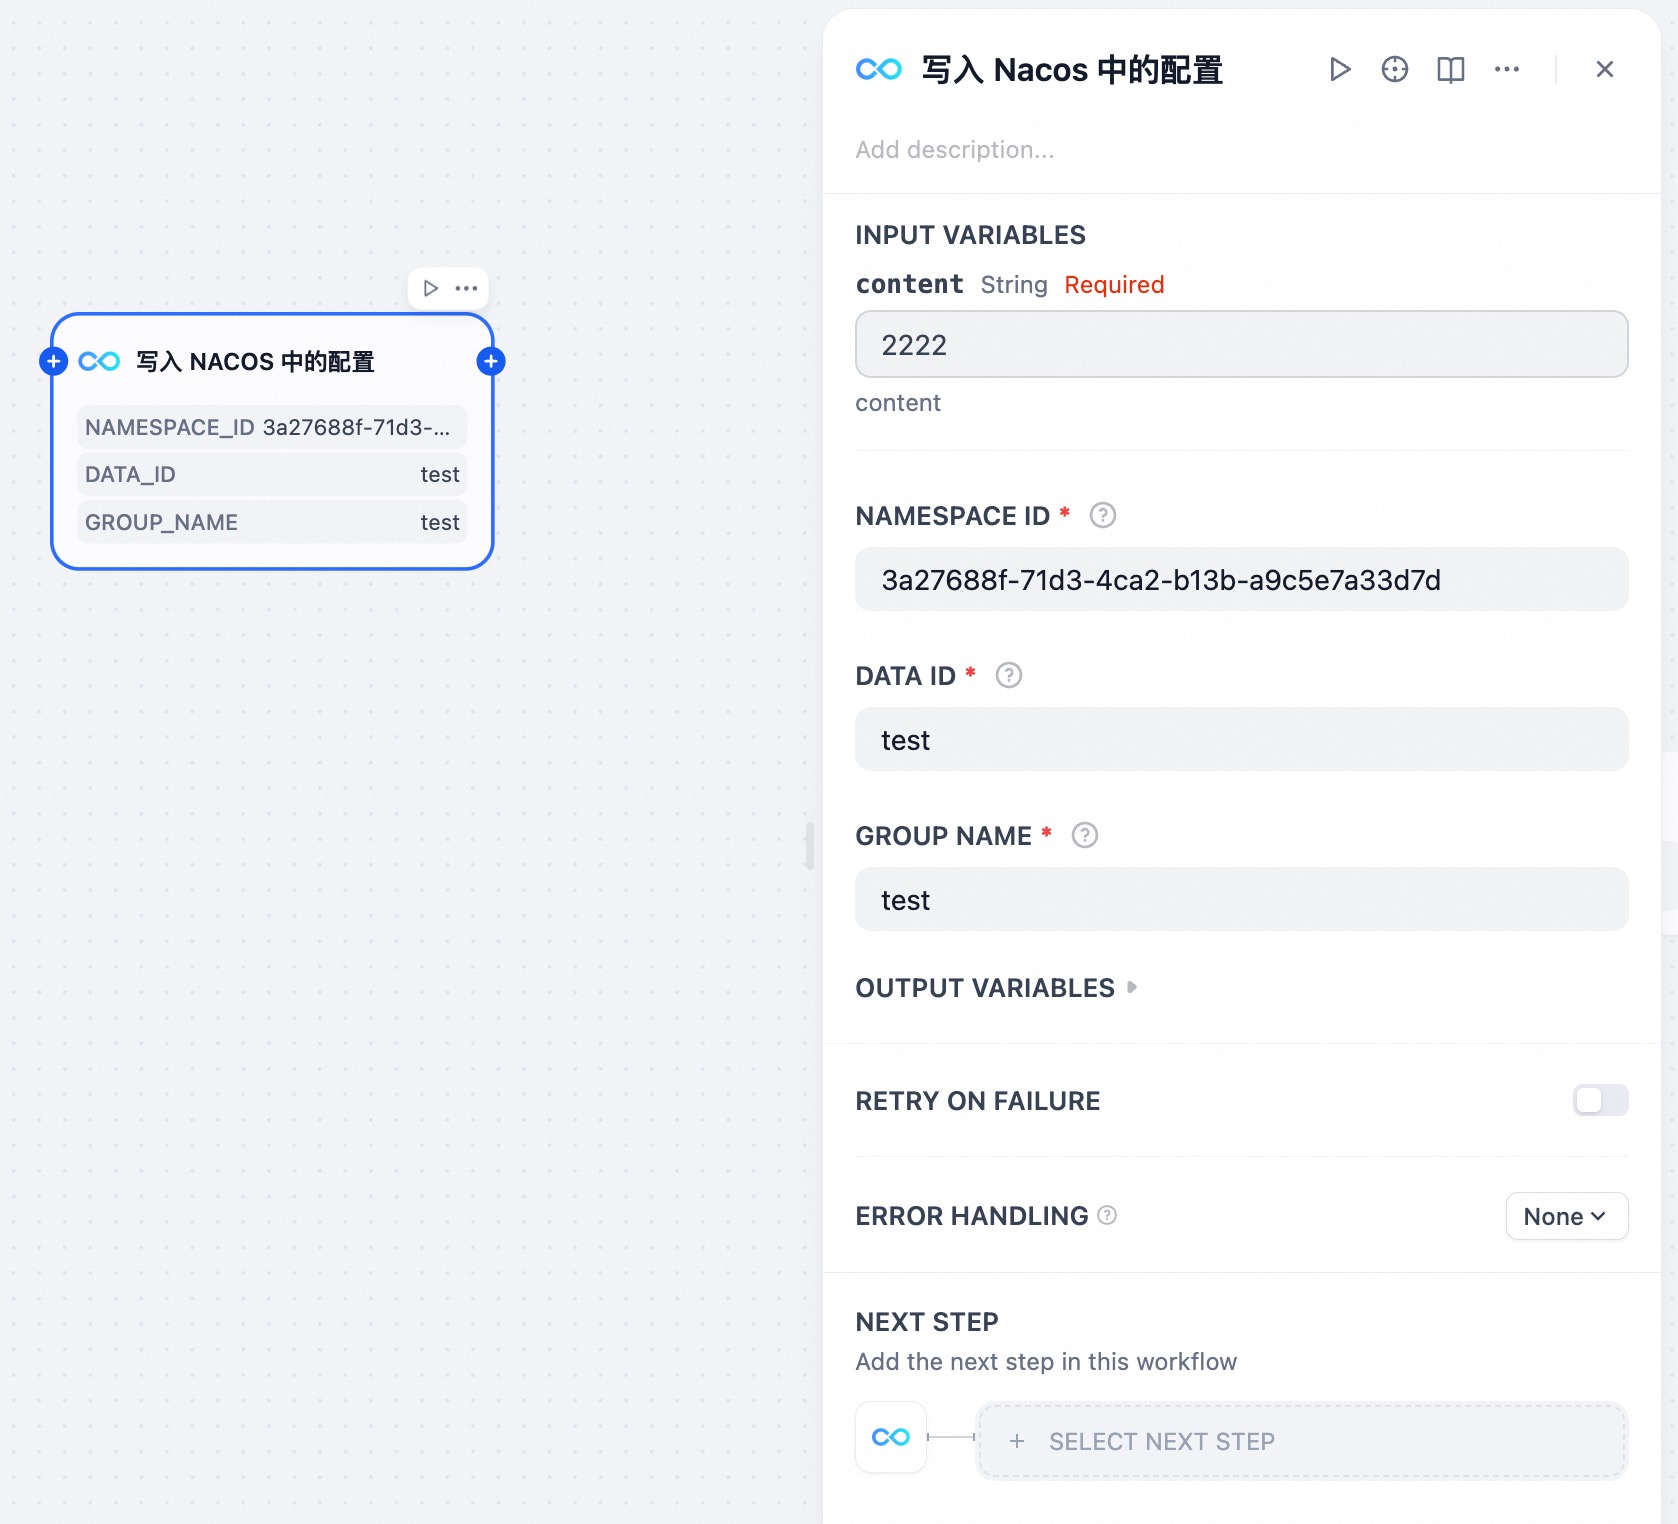 写入 NACOS 中的配置
NAMESPACE_ID 3a27688f-71d3-...
DATA_ID test
GROUP_NAME test
写入 Nacos 中的配置
Add description...
INPUT VARIABLES
content String Required
2222
content
NAMESPACE ID *
3a27688f-71d3-4ca2-b13b-a9c5e7a33d7d
DATA ID *
test
GROUP NAME *
test
OUTPUT VARIABLES
RETRY ON FAILURE
ERROR HANDLING
None
NEXT STEP
Add the next step in this workflow
+ SELECT NEXT STEP